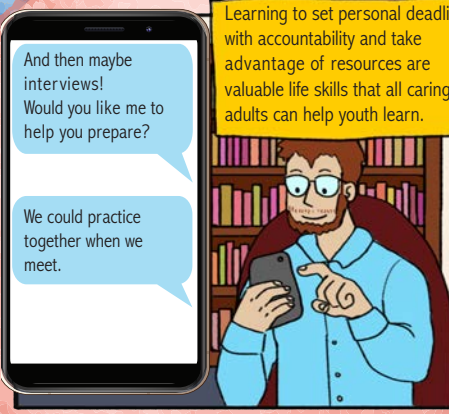 And then maybe
interviews!
Would you like me to
help you prepare?
We could practice
together when we
meet.
Learning to set personal deadli
with accountability and take
advantage of resources are
valuable life skills that all caring
adults can help youth learn.